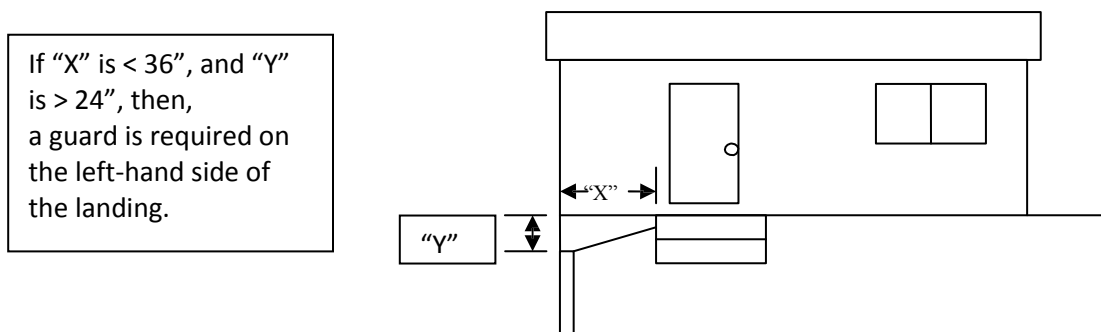 If “X” is < 36”, and “Y”
is > 24”, then,
a guard is required on
the left-hand side of
the landing.
“X”
“Y”